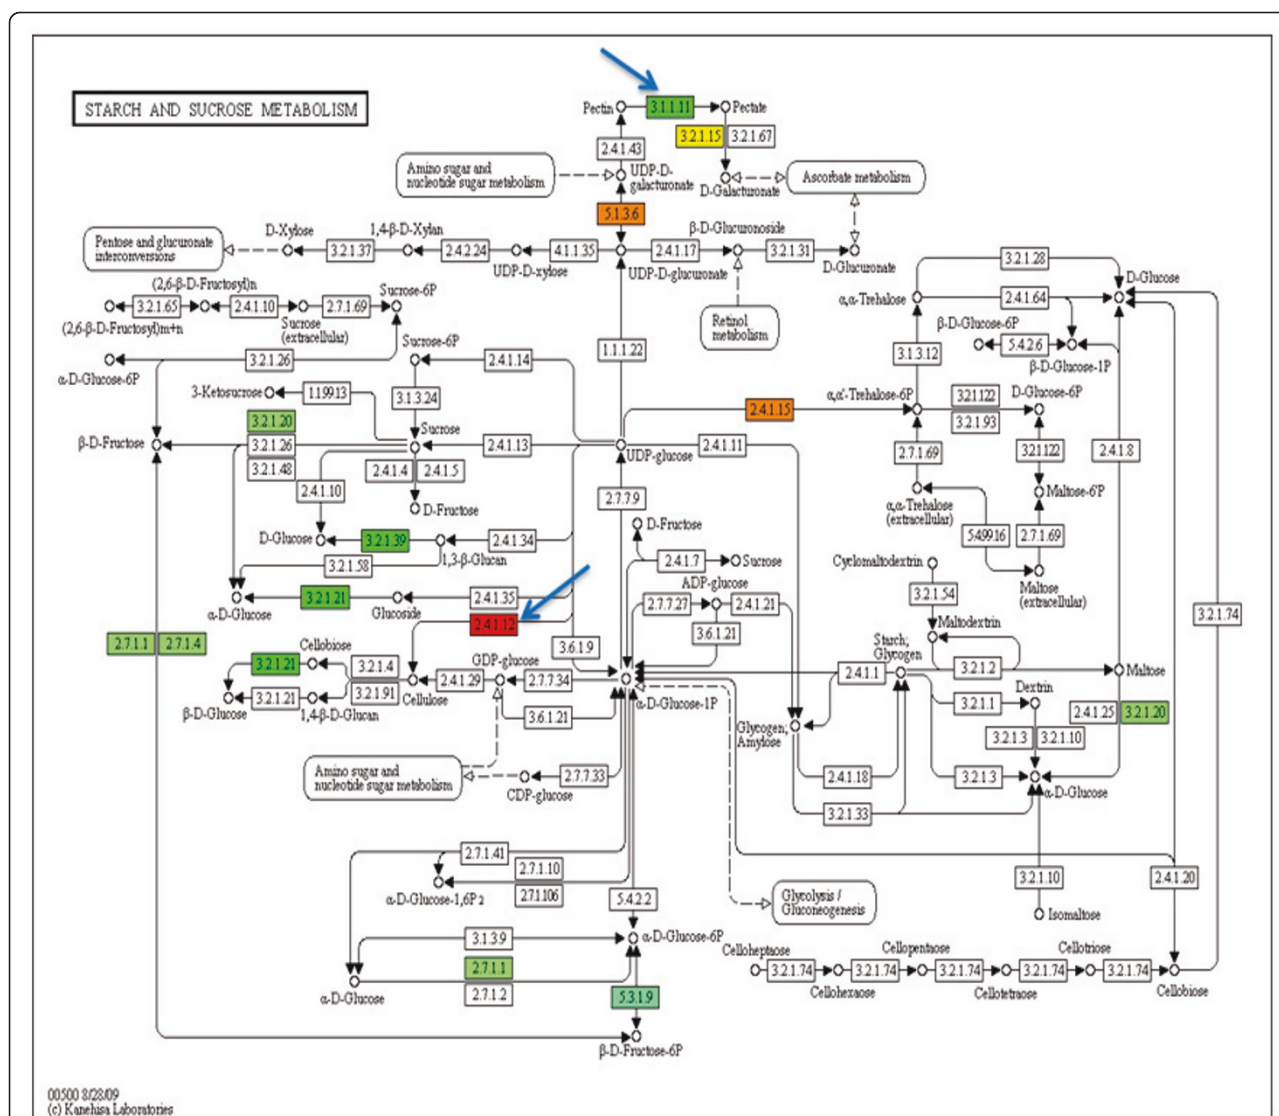 STARCH AND SUCROSE METABOLISM
Pectin
3.1.1.11
Pectate
3.2.1.15
3.2.1.67
2.4.1.43
Amino sugar and
nucleotide sugar metabolism
UDP-D-
galacturonate
D-Galacturonate
Ascorbate metabolism
5.1.3.6
Pentose and glucuronate
interconversions
D-Xylose
3.2.1.37
1,4-β-D-Xylan
2.4.2.24
UDP-D-xylose
4.1.1.35
UDP-D-glucuronate
2.4.1.17
β-D-Glucuronoside
3.2.1.31
D-Glucuronate
Retinol
metabolism
(2,6-β-D-Fructosyl)n
(2,6-β-D-Fructosyl)m+n
3.2.1.65
2.4.1.10
Sucrose
(extracellular)
2.7.1.69
Sucrose-6P
α-D-Glucose-6P
3.2.1.26
Sucrose-6P
2.4.1.14
1.1.1.22
3-Ketosucrose
1.1.99.13
3.1.3.24
3.2.1.20
β-D-Fructose
3.2.1.26
3.2.1.48
Sucrose
2.4.1.13
UDP-glucose
2.4.1.11
2.4.1.15
2.4.1.10
2.4.1.4
2.4.1.5
D-Fructose
2.7.7.9
D-Glucose
3.2.1.39
1,3-β-Glucan
2.4.1.34
3.2.1.58
α-D-Glucose
3.2.1.21
Glucoside
2.4.1.35
2.4.1.12
D-Fructose
2.4.1.7
Sucrose
ADP-glucose
2.7.7.27
2.4.1.21
3.6.1.21
3.6.1.9
2.7.1.1
2.7.1.4
Cellobiose
3.2.1.21
3.2.1.4
β-D-Glucose
3.2.1.21
1,4-β-D-Glucan
3.2.1.91
Cellulose
2.4.1.29
GDP-glucose
2.7.7.34
α-D-Glucose-1P
3.6.1.21
Amino sugar and
nucleotide sugar metabolism
CDP-glucose
2.7.7.33
3.2.1.28
α,α-Trehalose
2.4.1.64
D-Glucose
β-D-Glucose-6P
5.4.2.6
β-D-Glucose-1P
3.1.3.12
α,α'-Trehalose-6P
3.2.1.122
3.2.1.93
D-Glucose-6P
2.7.1.69
3.2.1.122
2.4.1.8
Maltose-6'P
α,α-Trehalose
(extracellular)
5.4.99.16
2.7.1.69
Maltose
(extracellular)
Cyclomaltodextrin
3.2.1.54
Maltodextrin
3.2.1.74
Starch;
Glycogen
2.4.1.1
3.2.1.2
Maltose
Dextrin
3.2.1.1
2.4.1.25
3.2.1.20
3.2.1.3
3.2.1.10
Glycogen;
Amylose
2.4.1.18
3.2.1.3
α-D-Glucose
3.2.1.33
2.7.1.41
2.7.1.10
2.7.1.106
α-D-Glucose-1,6P2
5.4.2.2
Glycolysis /
Gluconeogenesis
3.2.1.10
2.4.1.20
Isomaltose
3.1.3.9
α-D-Glucose-6P
2.7.1.1
2.7.1.2
α-D-Glucose
5.3.1.9
β-D-Fructose-6P
Celloheptaose
3.2.1.74
Cellohexaose
3.2.1.74
Cellopentaose
3.2.1.74
Cellotetraose
3.2.1.74
Cellotriose
3.2.1.74
Cellobiose
00500 8/28/09
(c) Kanehisa Laboratories